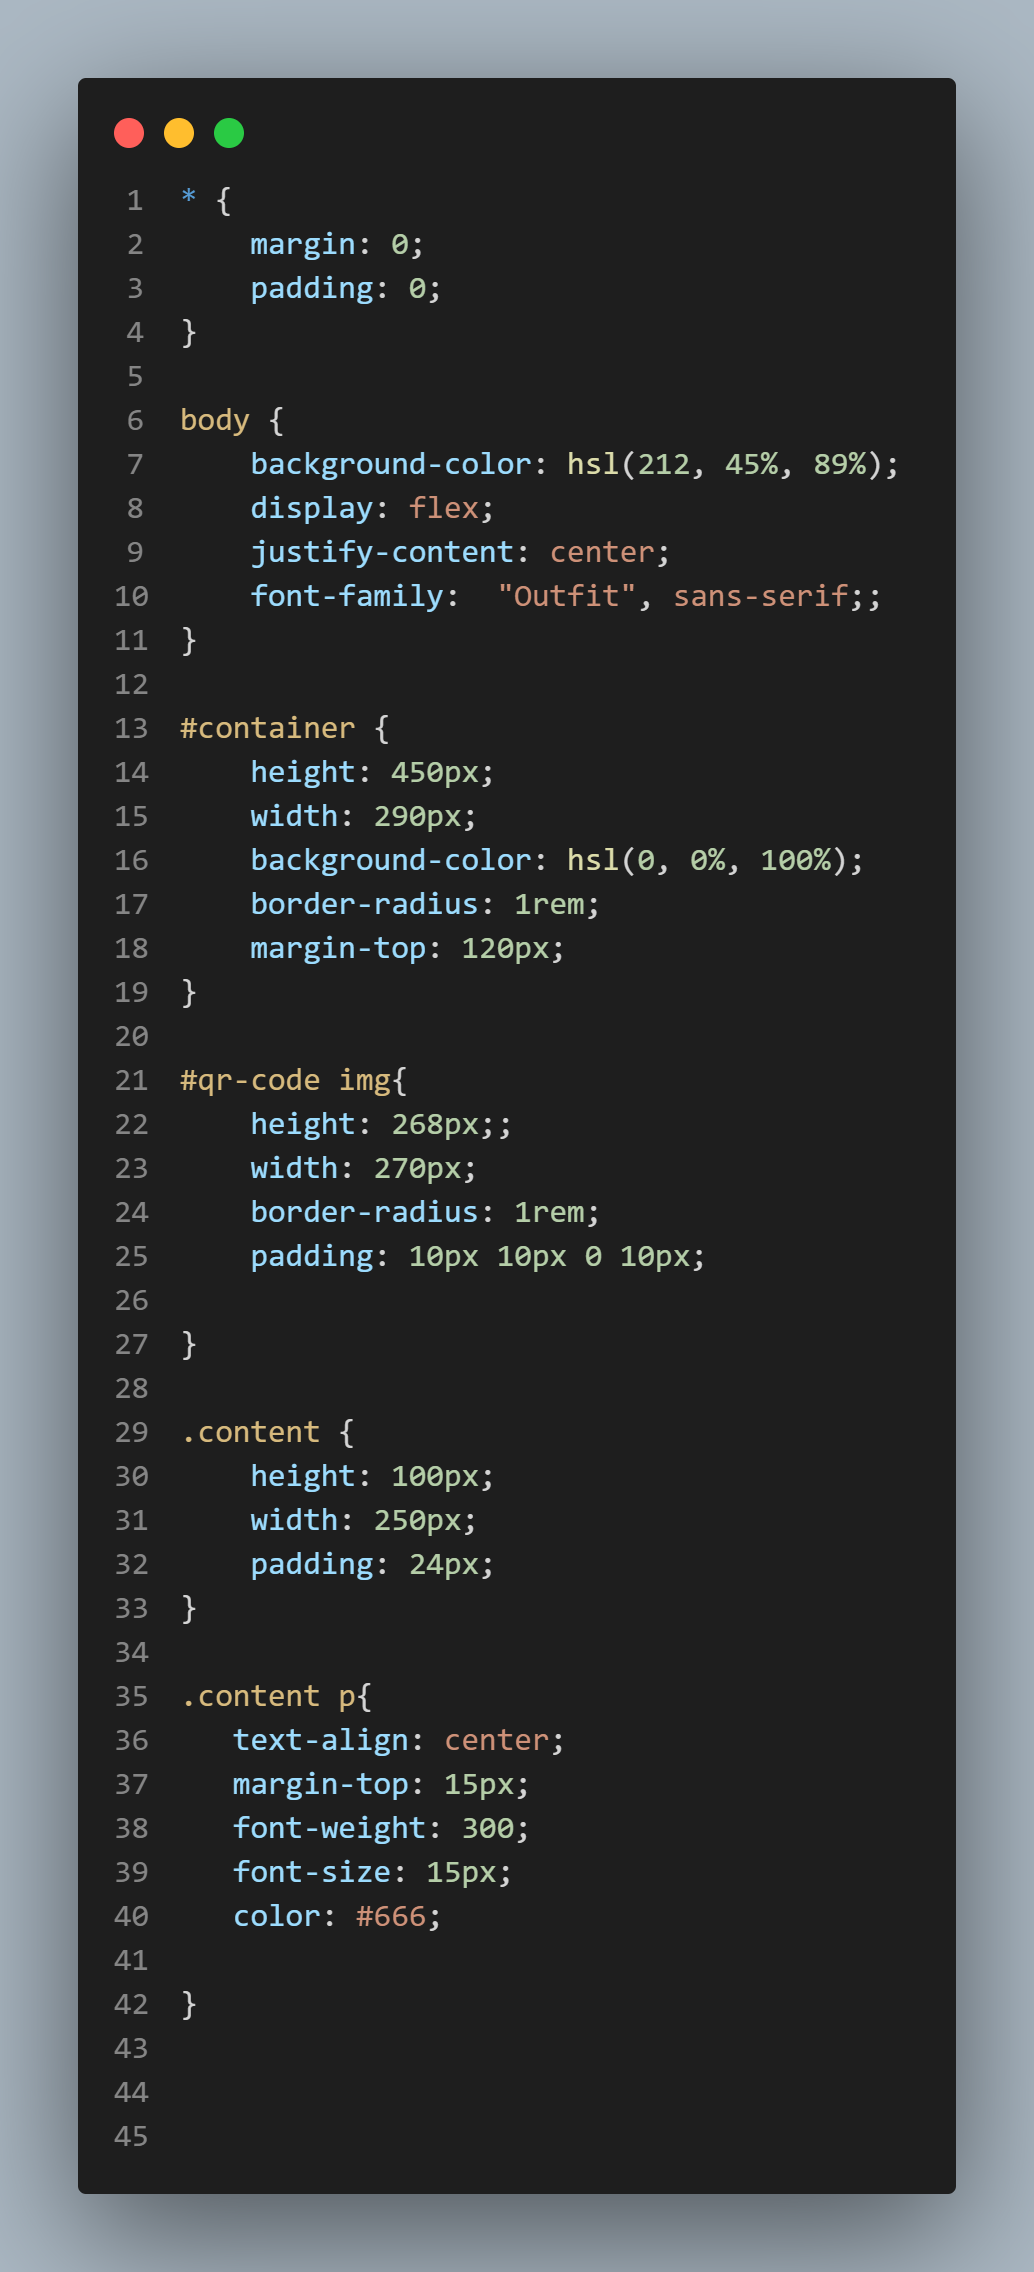 1 * {
2     margin: 0;
3     padding: 0;
4 }
5
6 body {
7     background-color: hsl(212, 45%, 89%);
8     display: flex;
9     justify-content: center;
10     font-family:  "Outfit", sans-serif;;
11 }
12
13 #container {
14     height: 450px;
15     width: 290px;
16     background-color: hsl(0, 0%, 100%);
17     border-radius: 1rem;
18     margin-top: 120px;
19 }
20
21 #qr-code img{
22     height: 268px;;
23     width: 270px;
24     border-radius: 1rem;
25     padding: 10px 10px 0 10px;
26
27 }
28
29 .content {
30     height: 100px;
31     width: 250px;
32     padding: 24px;
33 }
34
35 .content p{
36    text-align: center;
37    margin-top: 15px;
38    font-weight: 300;
39    font-size: 15px;
40    color: #666;
41
42 }
43
44
45